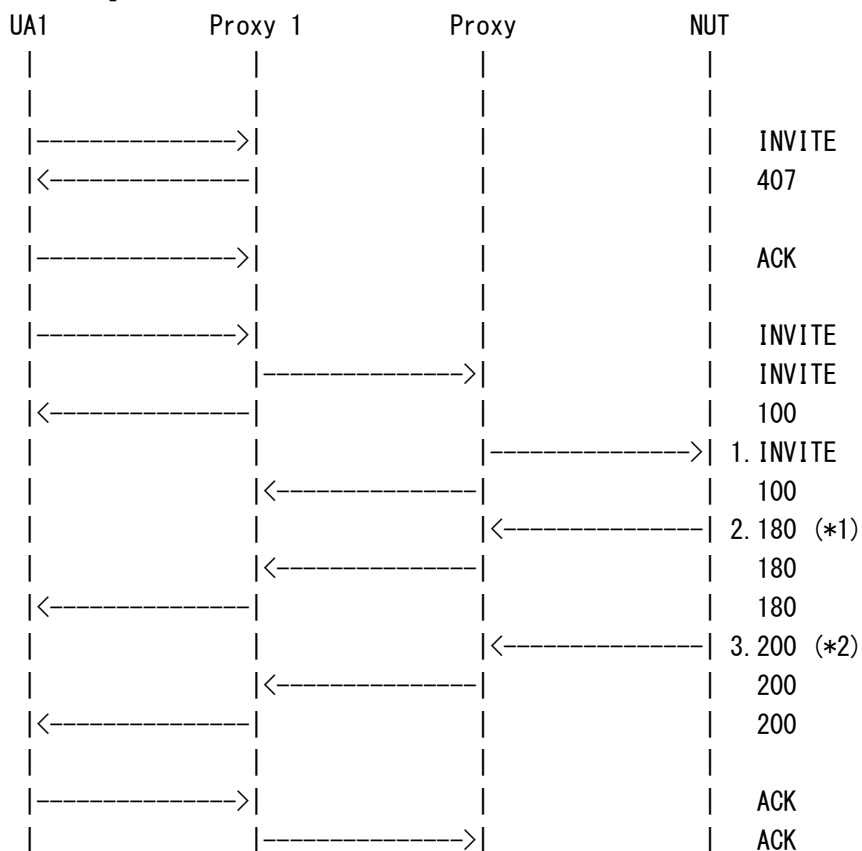 UA1 Proxy 1 Proxy NUT
| | | |
| | | |
|--------------->| | | INVITE
|<---------------| | | 407
| | | |
|--------------->| | | ACK
| | | |
|--------------->| | | INVITE
| |--------------->| | INVITE
|<---------------| | | 100
| | |--------------->| 1.INVITE
| |<---------------| | 100
| | |<---------------| 2.180 (*1)
| |<---------------| | 180
|<---------------| | | 180
| | |<---------------| 3.200 (*2)
| |<---------------| | 200
|<---------------| | | 200
| | | |
|--------------->| | | ACK
| |--------------->| | ACK